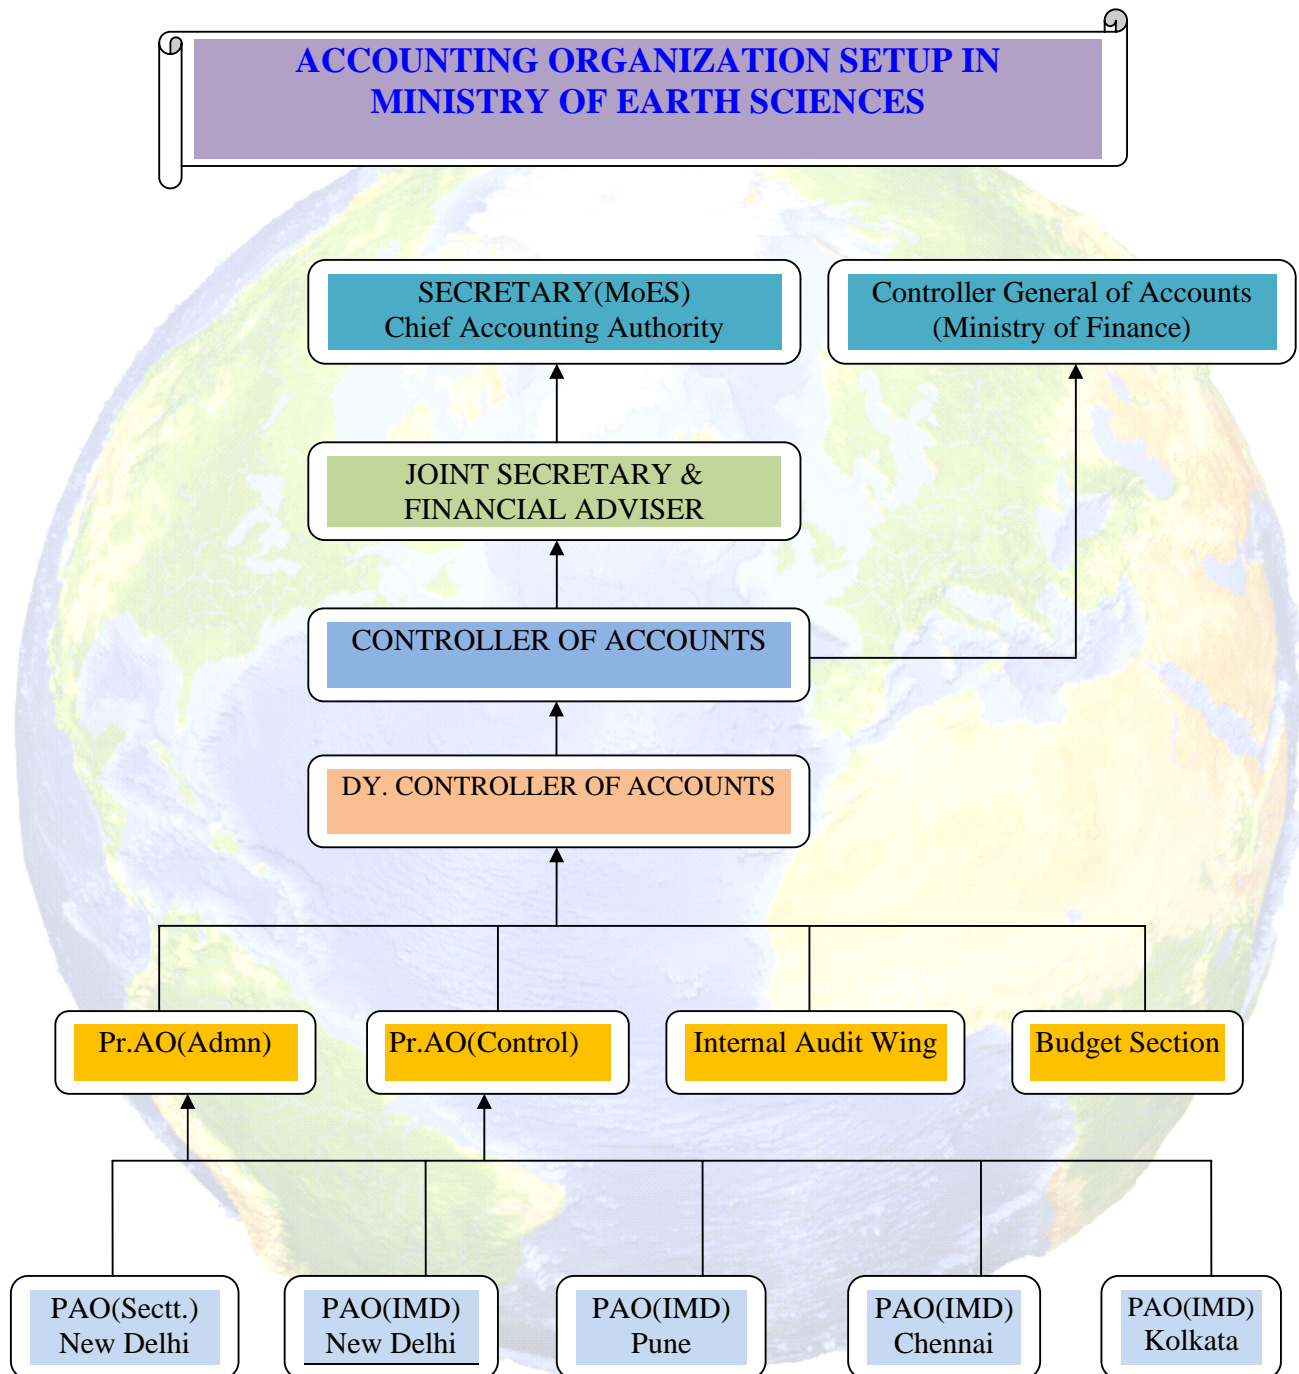 ACCOUNTING ORGANIZATION SETUP IN
MINISTRY OF EARTH SCIENCES
SECRETARY(MoES)
Chief Accounting Authority
Controller General of Accounts
(Ministry of Finance)
JOINT SECRETARY &
FINANCIAL ADVISER
CONTROLLER OF ACCOUNTS
DY. CONTROLLER OF ACCOUNTS
Pr.AO(Admn)
Pr.AO(Control)
Internal Audit Wing
Budget Section
PAO(Sectt.)
New Delhi
PAO(IMD)
New Delhi
PAO(IMD)
Pune
PAO(IMD)
Chennai
PAO(IMD)
Kolkata